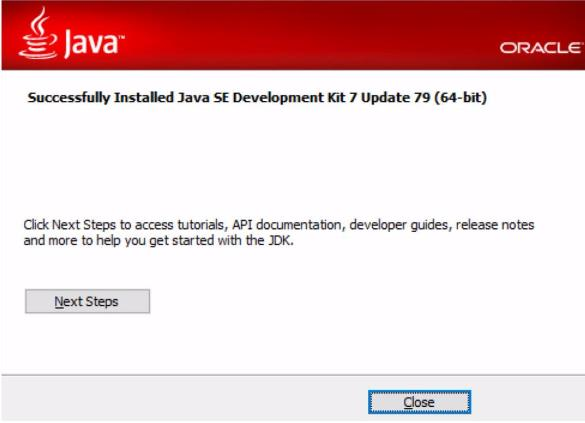 Java™
ORACLE
Successfully Installed Java SE Development Kit 7 Update 79 (64-bit)
Click Next Steps to access tutorials, API documentation, developer guides, release notes
and more to help you get started with the JDK.
Next Steps
Close